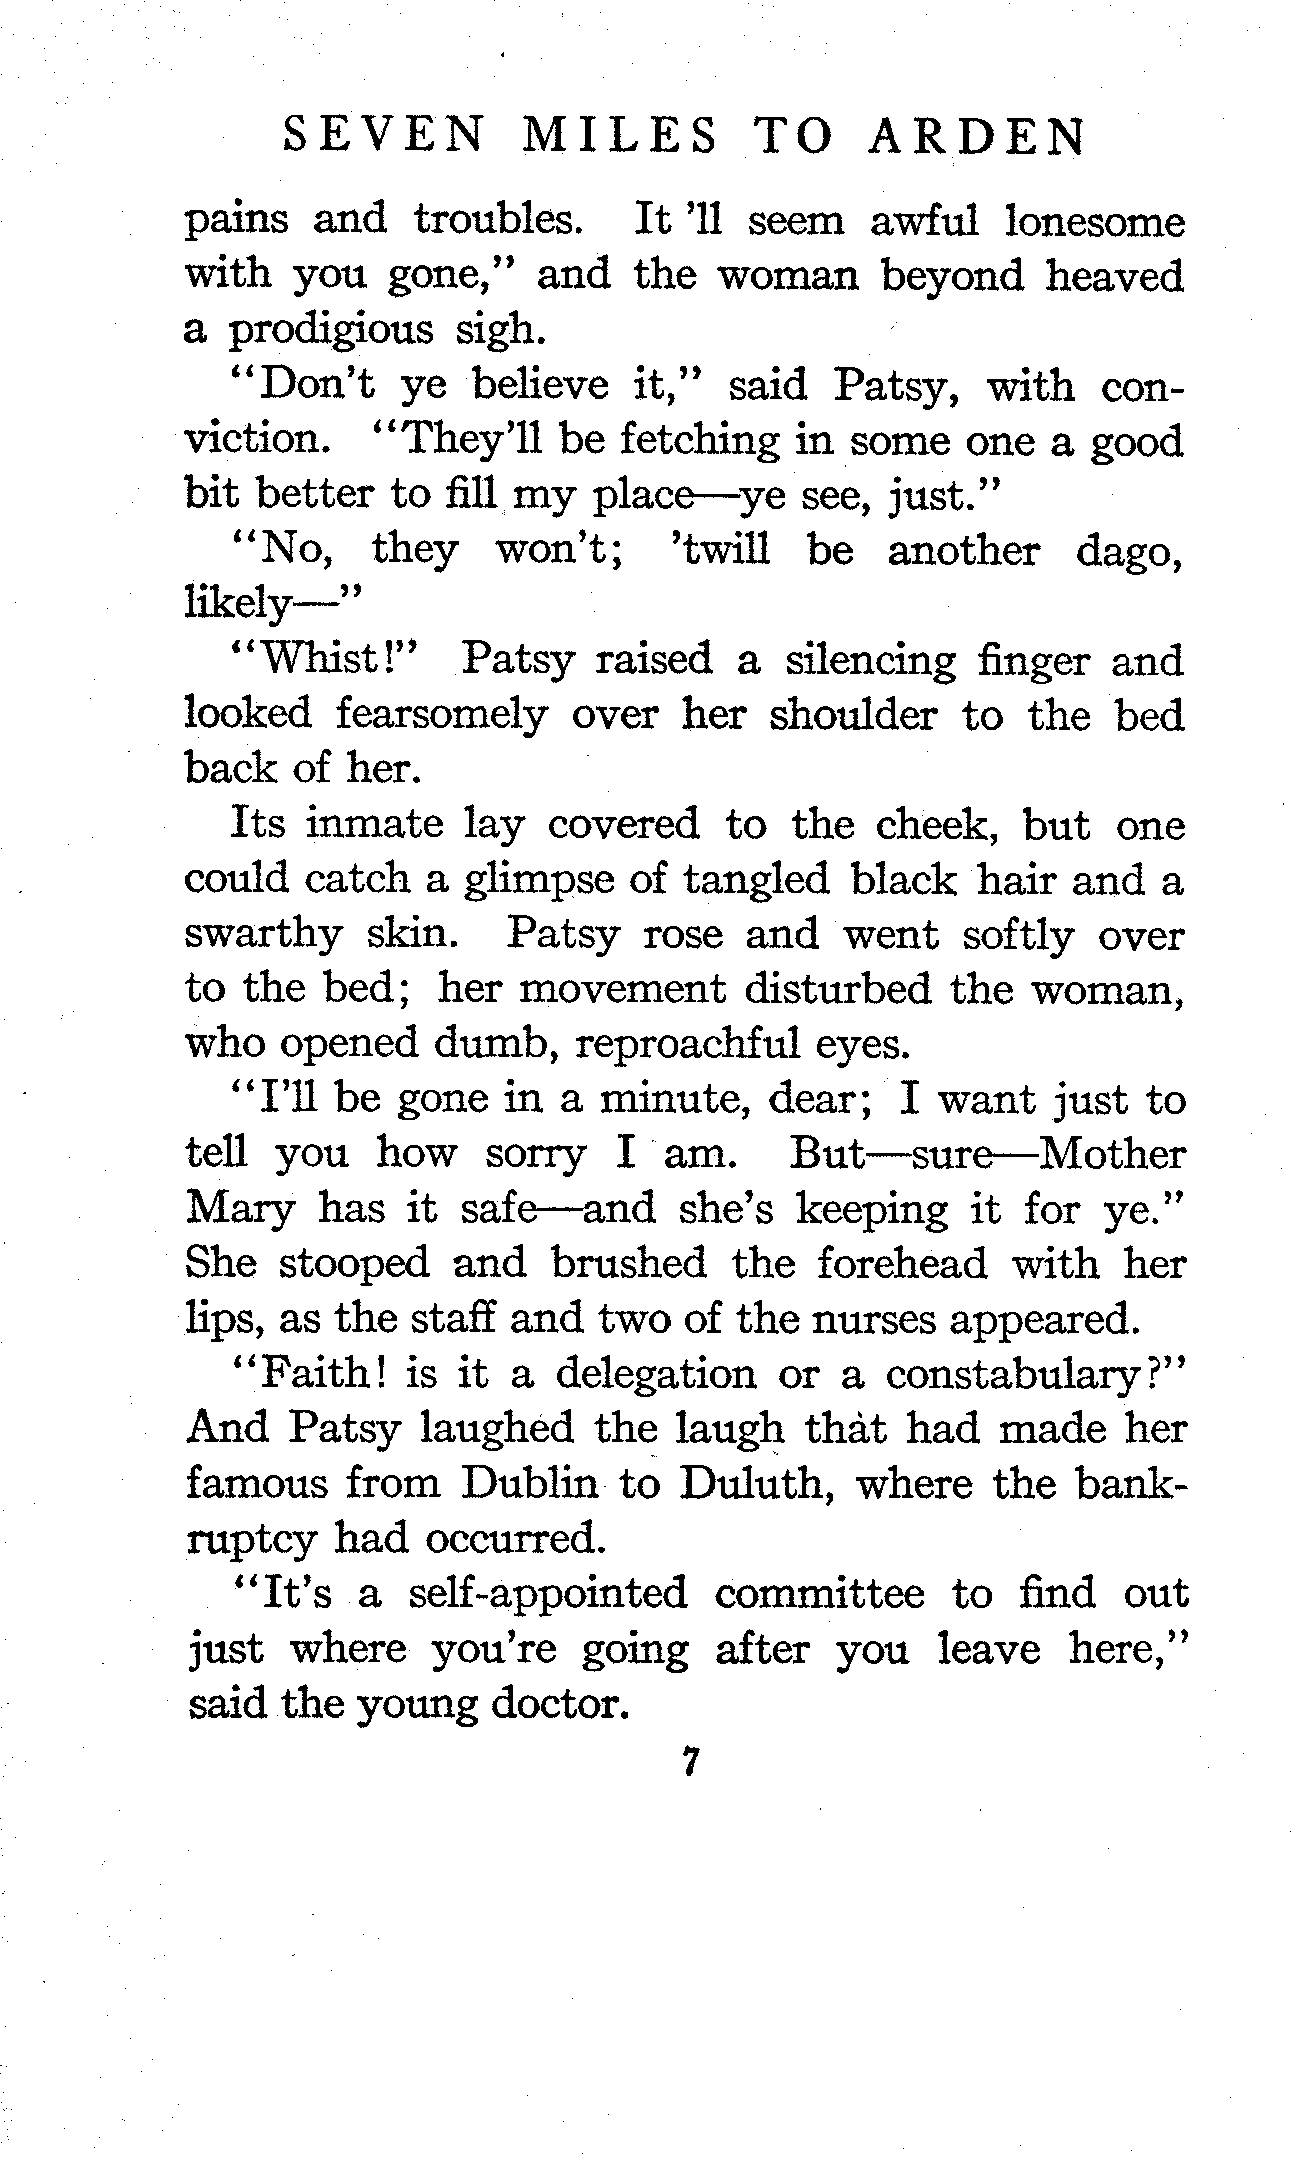 SEVEN MILES TO ARDEN
pains and troubles. It 'll seem awful lonesome
with you gone,” and the woman beyond heaved
a prodigious sigh.
“Don't ye believe it,” said Patsy, with con-
viction. “They'll be fetching in some one a good
bit better to fill my place—ye see, just.”
“No, they won't; 'twill be another dago,
likely—”
“Whist!” Patsy raised a silencing finger and
looked fearsomely over her shoulder to the bed
back of her.
Its inmate lay covered to the cheek, but one
could catch a glimpse of tangled black hair and a
swarthy skin. Patsy rose and went softly over
to the bed; her movement disturbed the woman,
who opened dumb, reproachful eyes.
“I'll be gone in a minute, dear; I want just to
tell you how sorry I am. But—sure—Mother
Mary has it safe—and she's keeping it for ye.”
She stooped and brushed the forehead with her
lips, as the staff and two of the nurses appeared.
“Faith! is it a delegation or a constabulary?”
And Patsy laughed the laugh that had made her
famous from Dublin to Duluth, where the bank-
ruptcy had occurred.
“It's a self-appointed committee to find out
just where you're going after you leave here,”
said the young doctor.
7